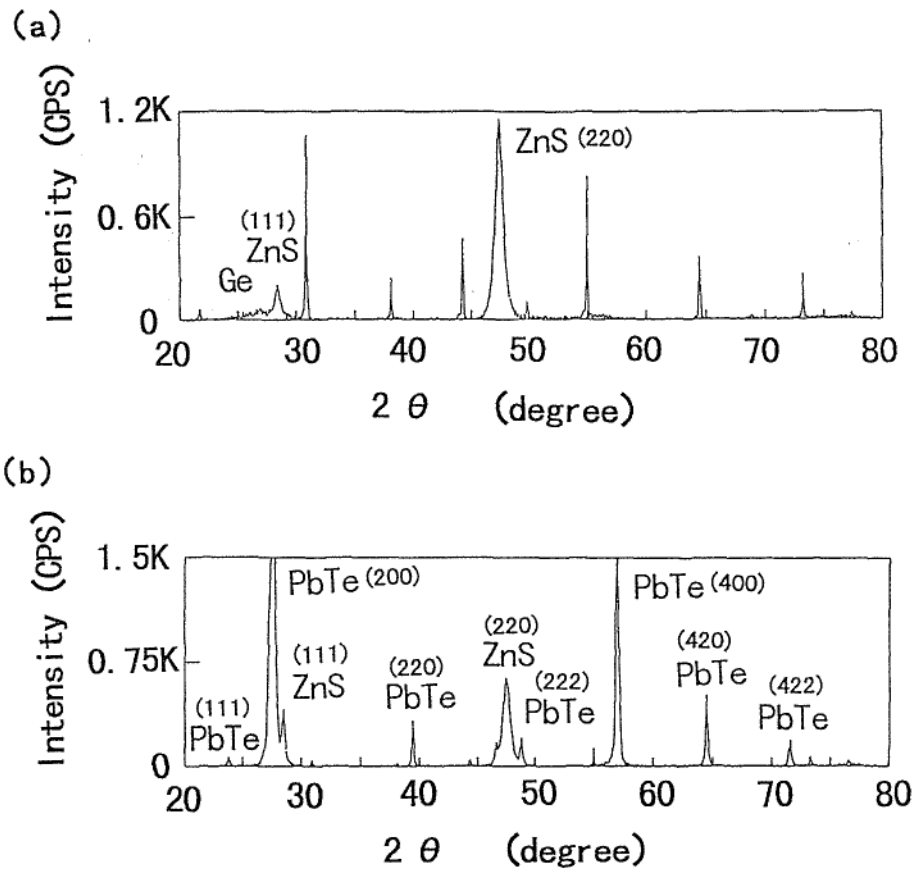 (a)
Intensity (CPS)
1.2K
0.6K
0
ZnS (220)
(111)
ZnS
Ge
20 30 40 50 60 70 80
2 θ (degree)
(b)
Intensity (CPS)
1.5K
0.75K
0
PbTe (200)
PbTe (400)
(111)
ZnS
(220)
ZnS
(220)
PbTe
(222)
PbTe
(420)
PbTe
(422)
PbTe
(111)
PbTe
20 30 40 50 60 70 80
2 θ (degree)